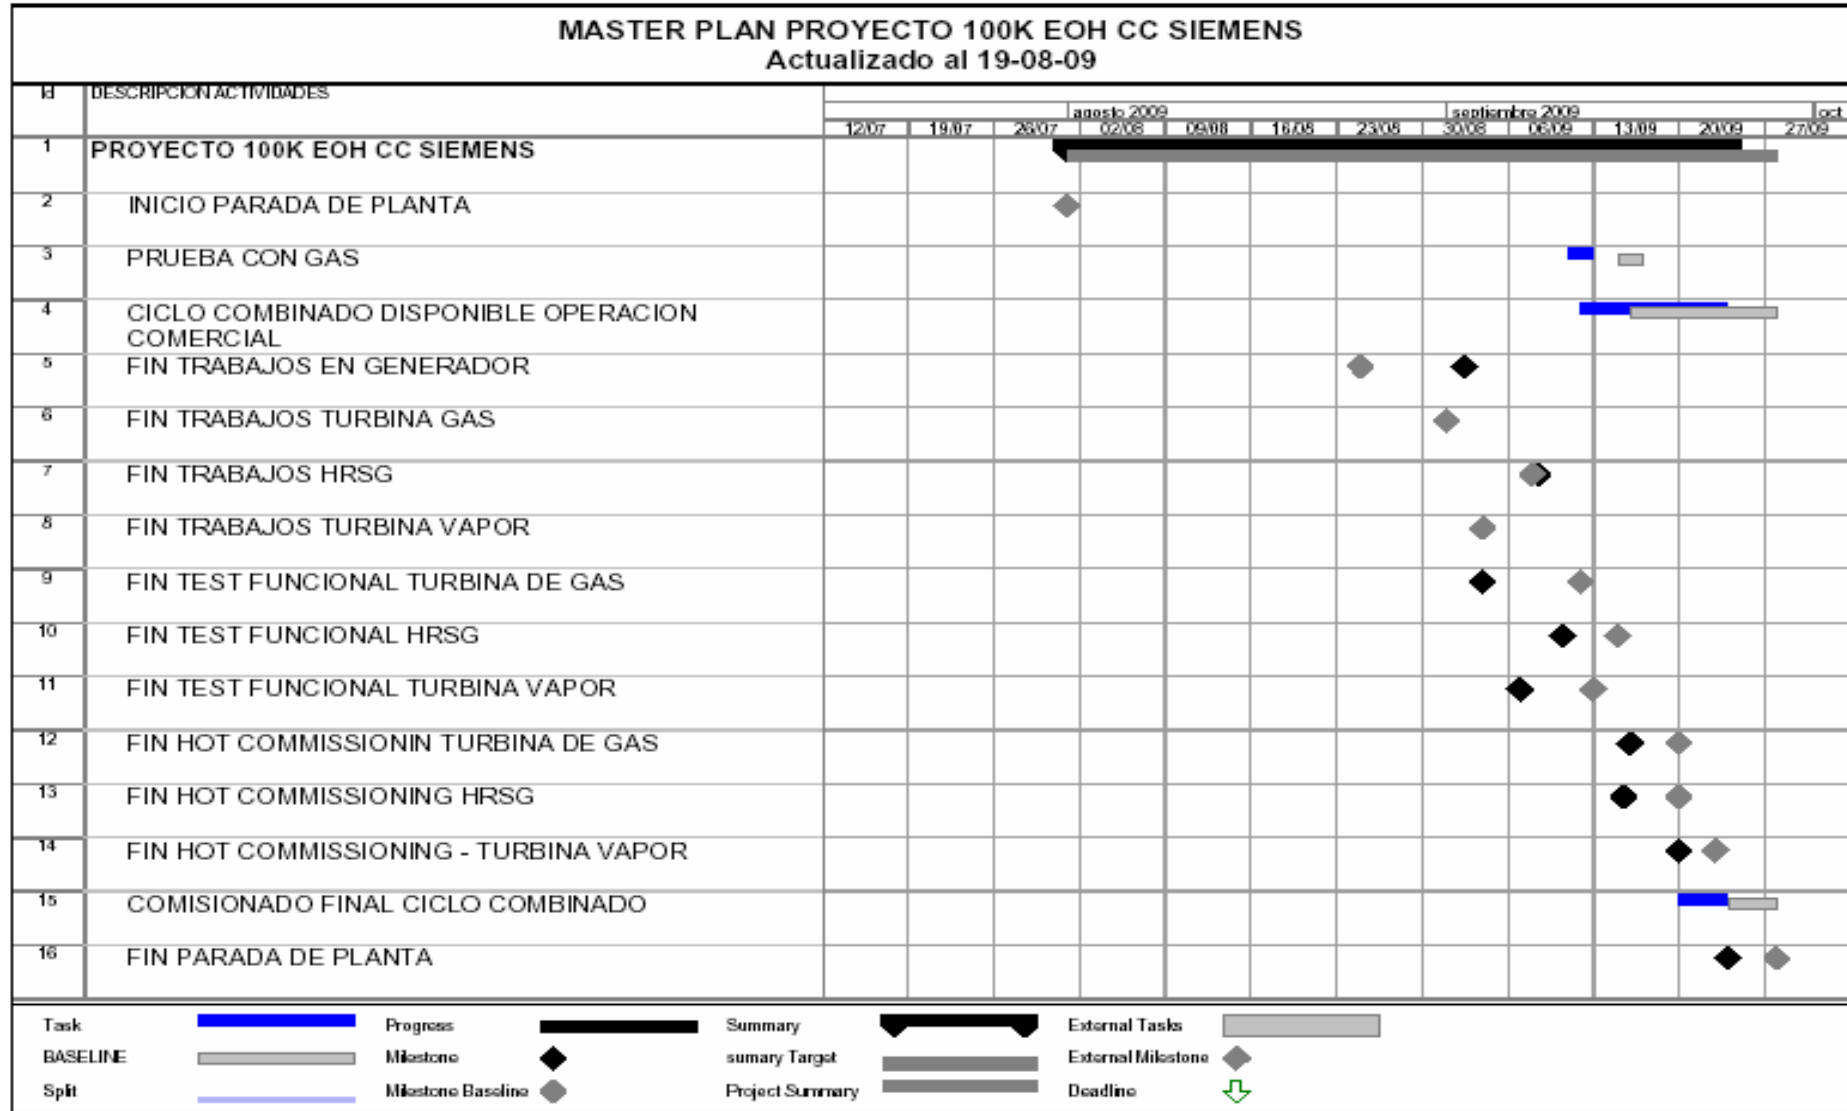 MASTER PLAN PROYECTO 100K EOH CC SIEMENS
Actualizado al 19-08-09
Id DESCRIPCION ACTIVIDADES
agosto 2009 septiembre 2009 oct
12/07 19/07 26/07 02/08 09/08 16/08 23/08 30/08 06/09 13/09 20/09 27/09
1 PROYECTO 100K EOH CC SIEMENS
2 INICIO PARADA DE PLANTA
3 PRUEBA CON GAS
4 CICLO COMBINADO DISPONIBLE OPERACION
COMERCIAL
5 FIN TRABAJOS EN GENERADOR
6 FIN TRABAJOS TURBINA GAS
7 FIN TRABAJOS HRSG
8 FIN TRABAJOS TURBINA VAPOR
9 FIN TEST FUNCIONAL TURBINA DE GAS
10 FIN TEST FUNCIONAL HRSG
11 FIN TEST FUNCIONAL TURBINA VAPOR
12 FIN HOT COMMISSIONIN TURBINA DE GAS
13 FIN HOT COMMISSIONING HRSG
14 FIN HOT COMMISSIONING - TURBINA VAPOR
15 COMISIONADO FINAL CICLO COMBINADO
16 FIN PARADA DE PLANTA
Task Progress Summary External Tasks
BASELINE Milestone sumary Target External Milestone
Split Milestone Baseline Project Summary Deadline